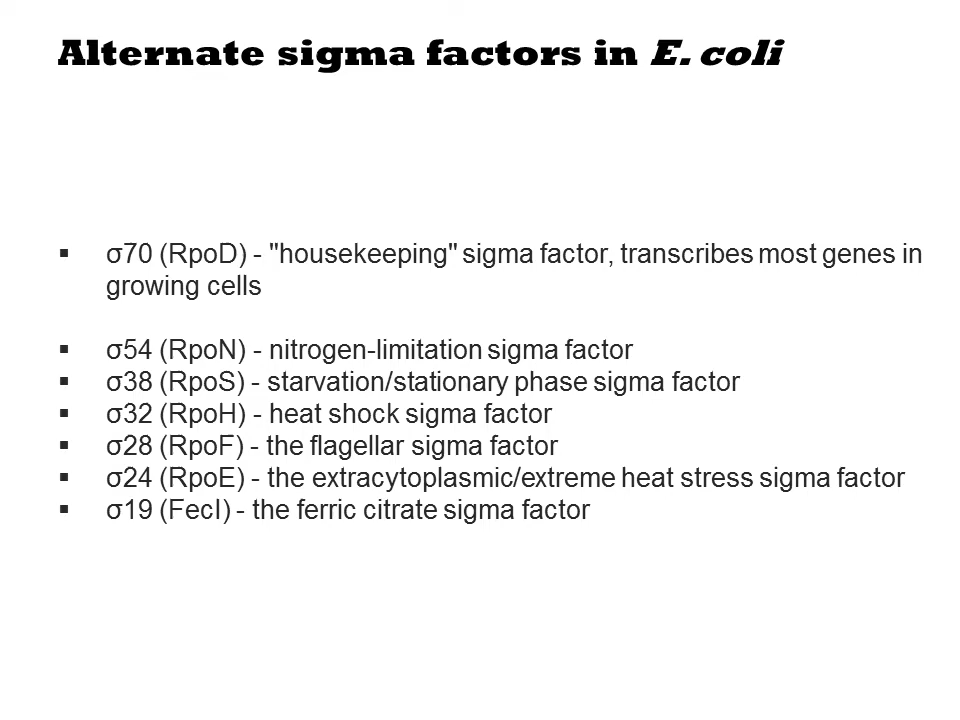 Alternate sigma factors in E. coli
▪ σ70 (RpoD) - "housekeeping" sigma factor, transcribes most genes in
growing cells
▪ σ54 (RpoN) - nitrogen-limitation sigma factor
▪ σ38 (RpoS) - starvation/stationary phase sigma factor
▪ σ32 (RpoH) - heat shock sigma factor
▪ σ28 (RpoF) - the flagellar sigma factor
▪ σ24 (RpoE) - the extracytoplasmic/extreme heat stress sigma factor
▪ σ19 (FecI) - the ferric citrate sigma factor